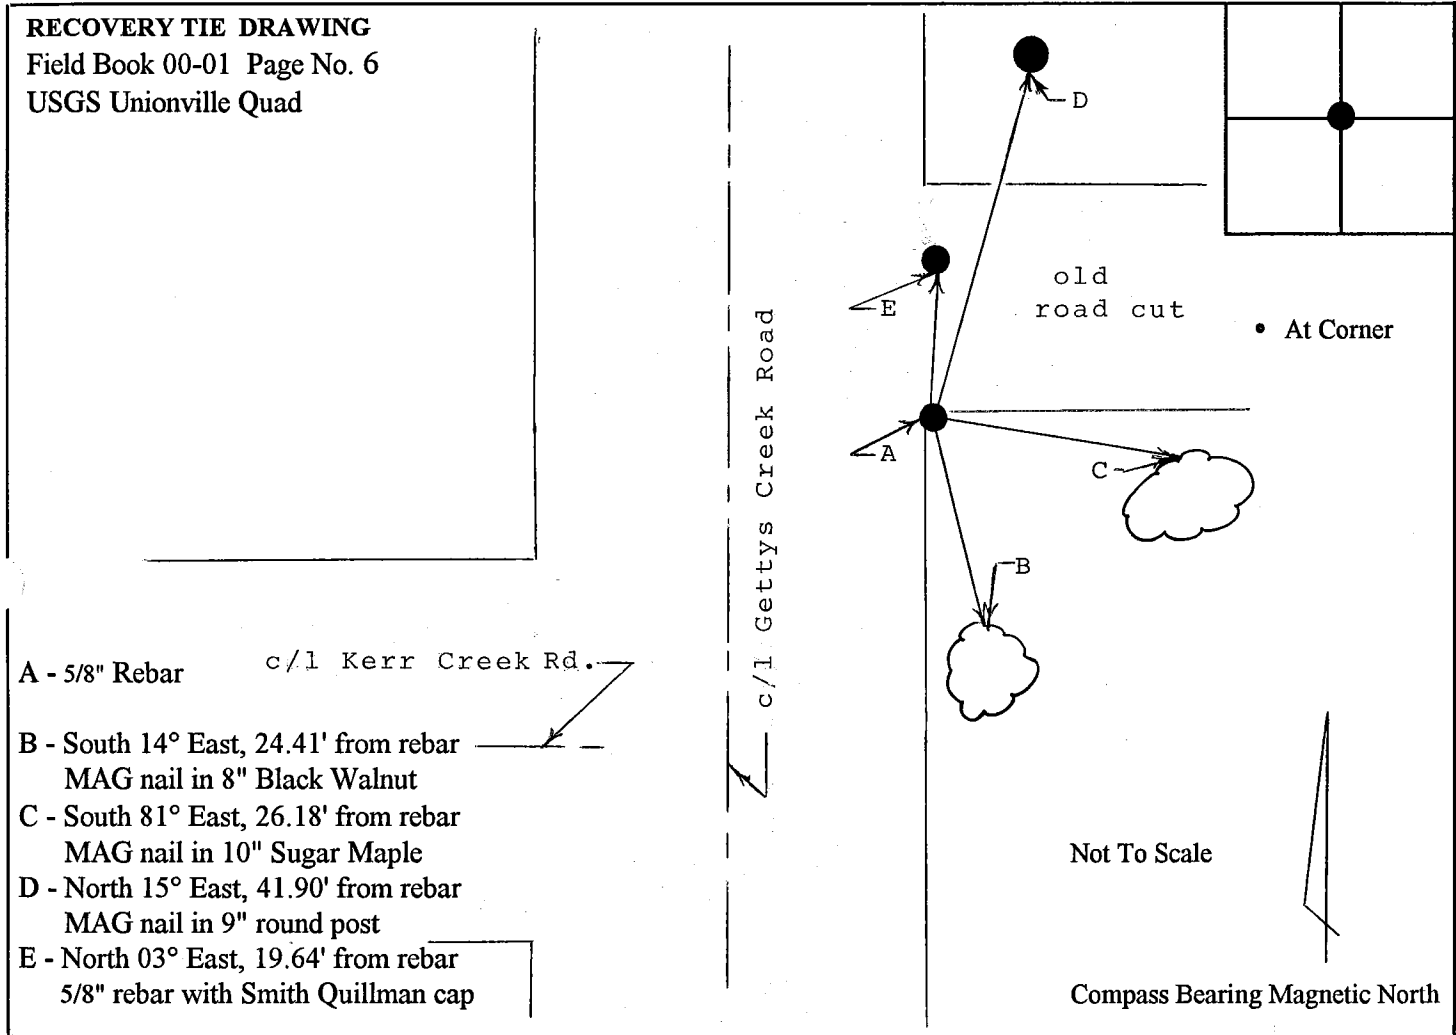 RECOVERY TIE DRAWING
Field Book 00-01 Page No. 6
USGS Unionville Quad
D
old
road cut
E
At Corner
A
C
B
c/l Gettys Creek Road
c/l Kerr Creek Rd.
A - 5/8" Rebar
B - South 14° East, 24.41' from rebar
MAG nail in 8" Black Walnut
C - South 81° East, 26.18' from rebar
MAG nail in 10" Sugar Maple
D - North 15° East, 41.90' from rebar
MAG nail in 9" round post
E - North 03° East, 19.64' from rebar
5/8" rebar with Smith Quillman cap
Not To Scale
Compass Bearing Magnetic North